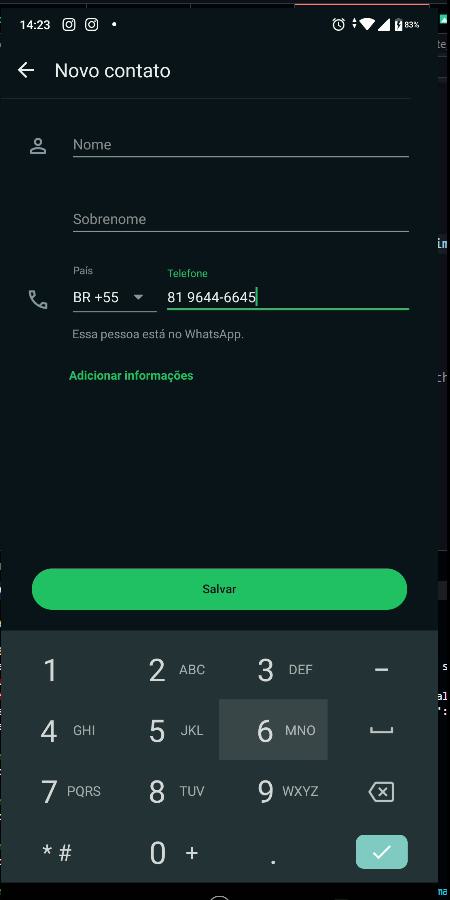 14:23 83%
Novo contato
Nome
Sobrenome
País Telefone
BR +55 81 9644-6645
Essa pessoa está no WhatsApp.
Adicionar informações
Salvar
1 2 ABC 3 DEF -
4 GHI 5 JKL 6 MNO
7 PQRS 8 TUV 9 WXYZ
* # 0 + .